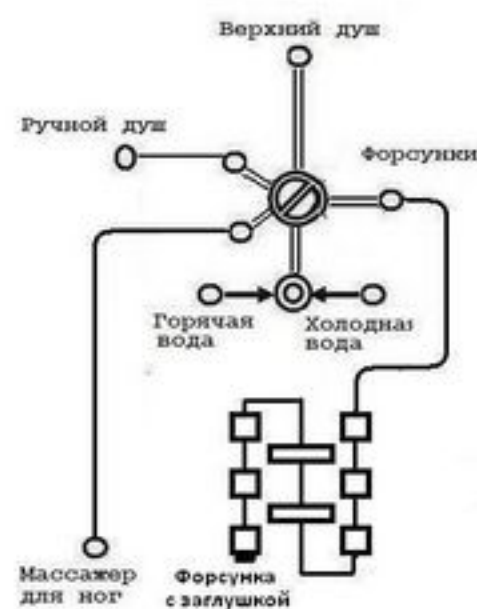 Верхний душ
Ручной душ
Форсунки
Горячая
вода
Холодная
вода
Массажер
для ног
Форсунка
с заглушкой